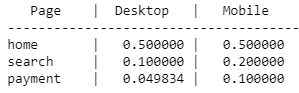 Page | Desktop | Mobile
------------------------------------
home | 0.500000 | 0.500000
search | 0.100000 | 0.200000
payment | 0.049834 | 0.100000